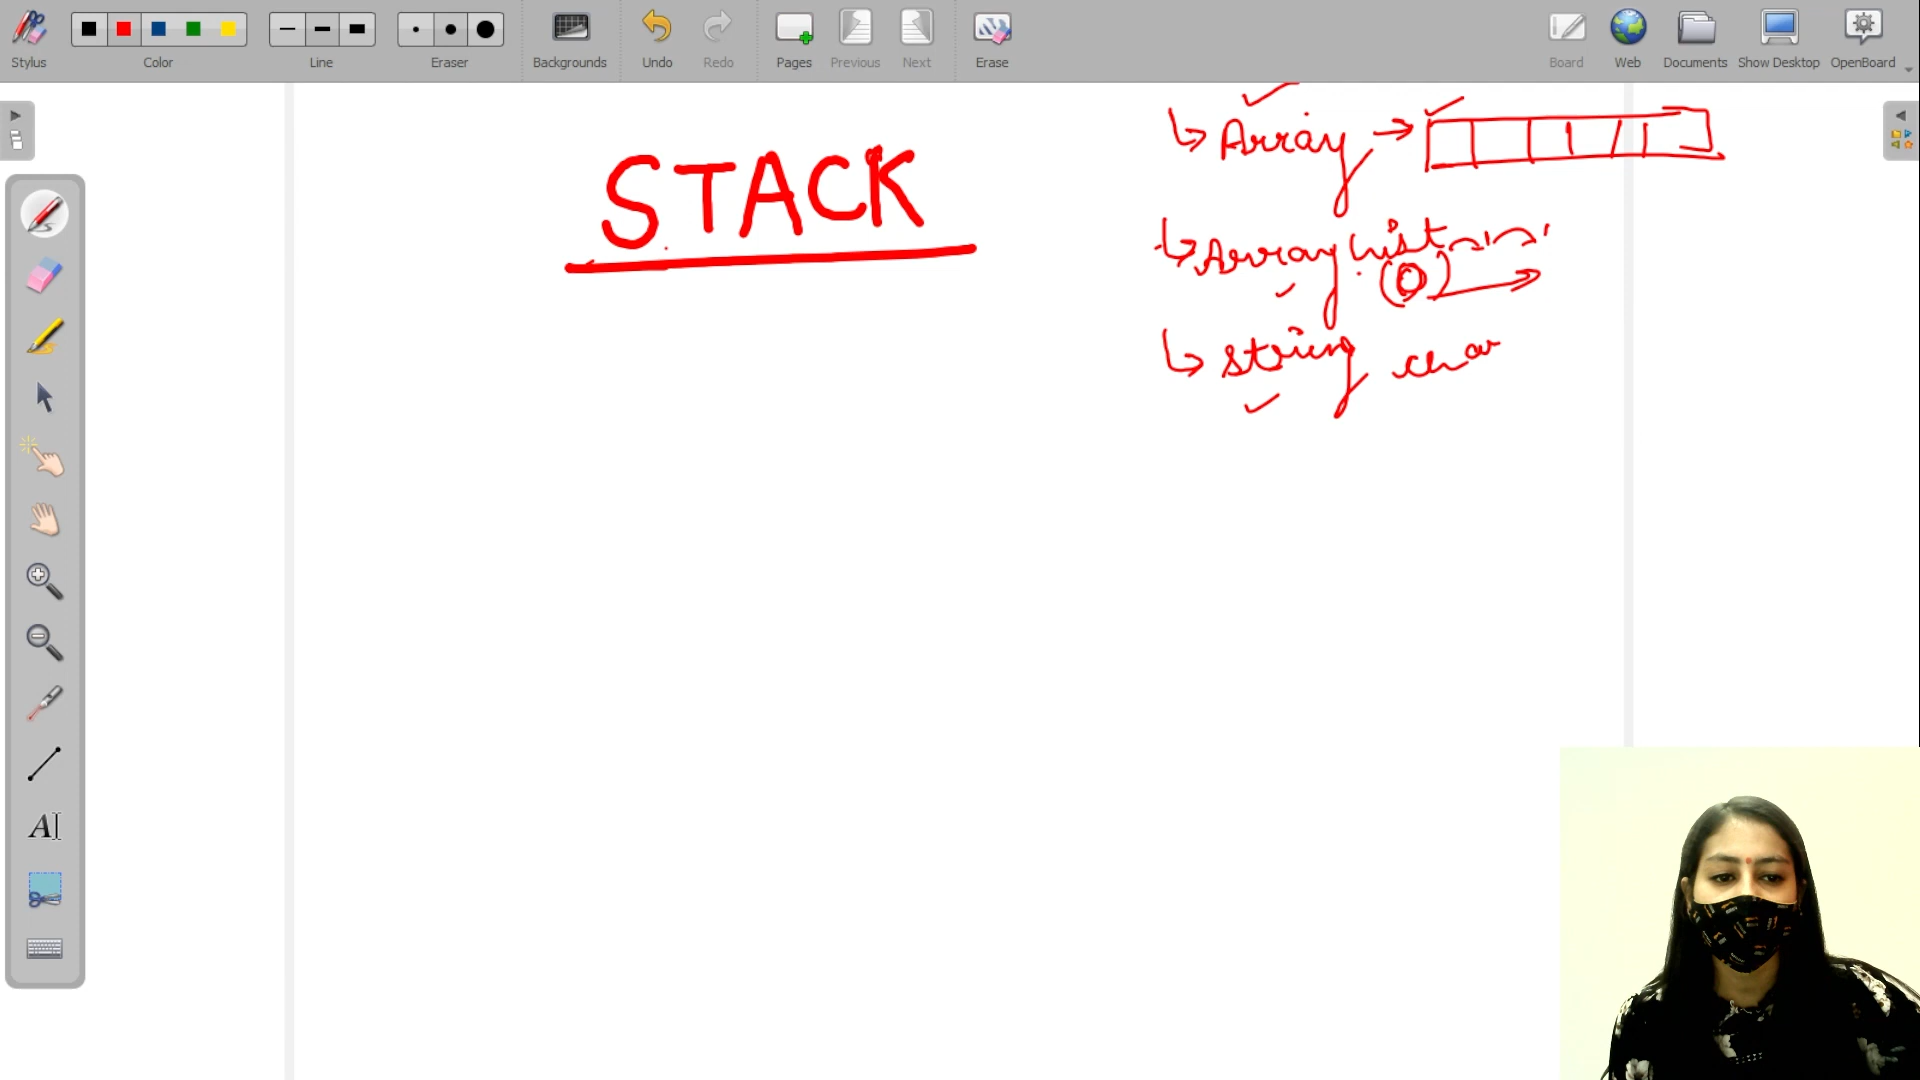 Stylus Color Line Eraser Backgrounds Undo Redo Pages Previous Next Erase Board Web Documents Show Desktop OpenBoard
STACK
Array
ArrayList
(0)
string char
A